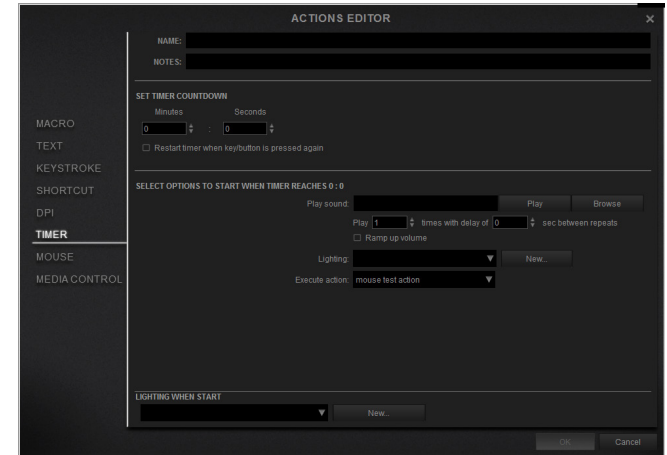 ACTIONS EDITOR
NAME:
NOTES:
SET TIMER COUNTDOWN
Minutes Seconds
0 : 0
Restart timer when key/button is pressed again
MACRO
TEXT
KEYSTROKE
SHORTCUT
DPI
TIMER
MOUSE
MEDIA CONTROL
SELECT OPTIONS TO START WHEN TIMER REACHES 0 : 0
Play sound: Play Browse
Play 1 times with delay of 0 sec between repeats
Ramp up volume
Lighting: New...
Execute action: mouse test action
LIGHTING WHEN START
New...
OK Cancel